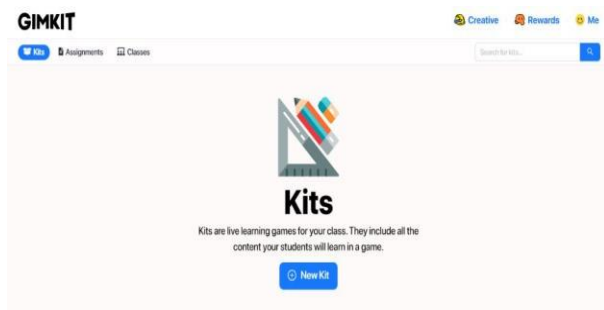 GIMKIT
Creative Rewards Me
Kits Assignments Classes
Search for kits...
Kits
Kits are live learning games for your class. They include all the
content your students will learn in a game.
New Kit